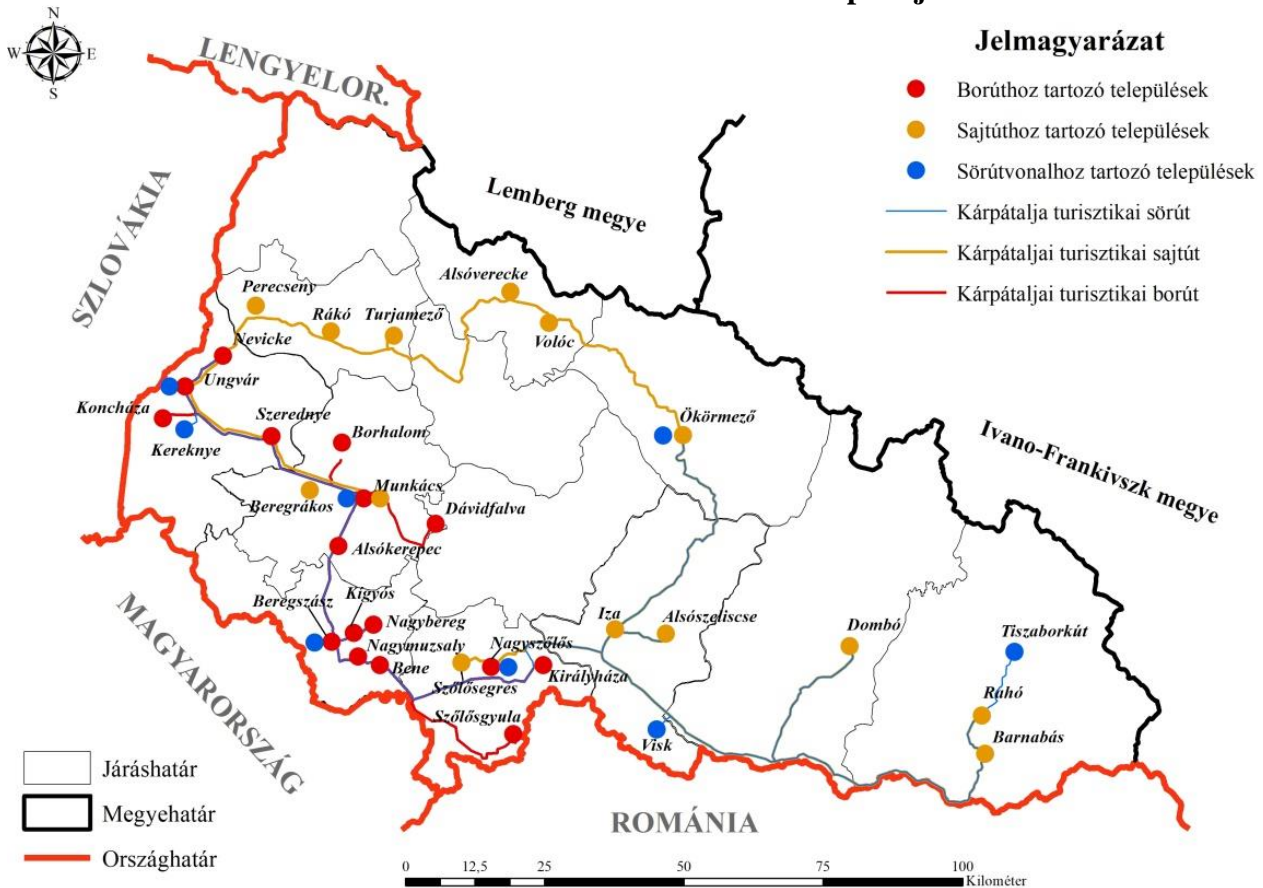 N
W E
S
LENGYELOR.
Jelmagyarázat
Borúthoz tartozó települések
Sajtúthoz tartozó települések
Sörútvonalhoz tartozó települések
Kárpátalja turisztikai sörút
Kárpátaljai turisztikai sajtút
Kárpátaljai turisztikai borút
SZLOVÁKIA
Lemberg megye
Alsóverecke
Perecseny
Rákó
Turjamező
Volóc
Nevicke
Ungvár
Koncháza
Szerednye
Borhalom
Ökörmező
Kereknye
Ivano-Frankivszk megye
Munkács
Beregrákos
Dávidfalva
Alsókerepec
MAGYARORSZÁG
Beregszász
Kígyós
Nagybereg
Nagymuzsaly
Bene
Nagyszőlős
Iza
Alsószeliscse
Dombó
Tiszaborkút
Szőlősegres
Királyháza
Szőlősgyula
Visk
Rahó
Barnabás
Járáshatár
Megyehatár
Országhatár
ROMÁNIA
0 12,5 25 50 75 100
Kilométer